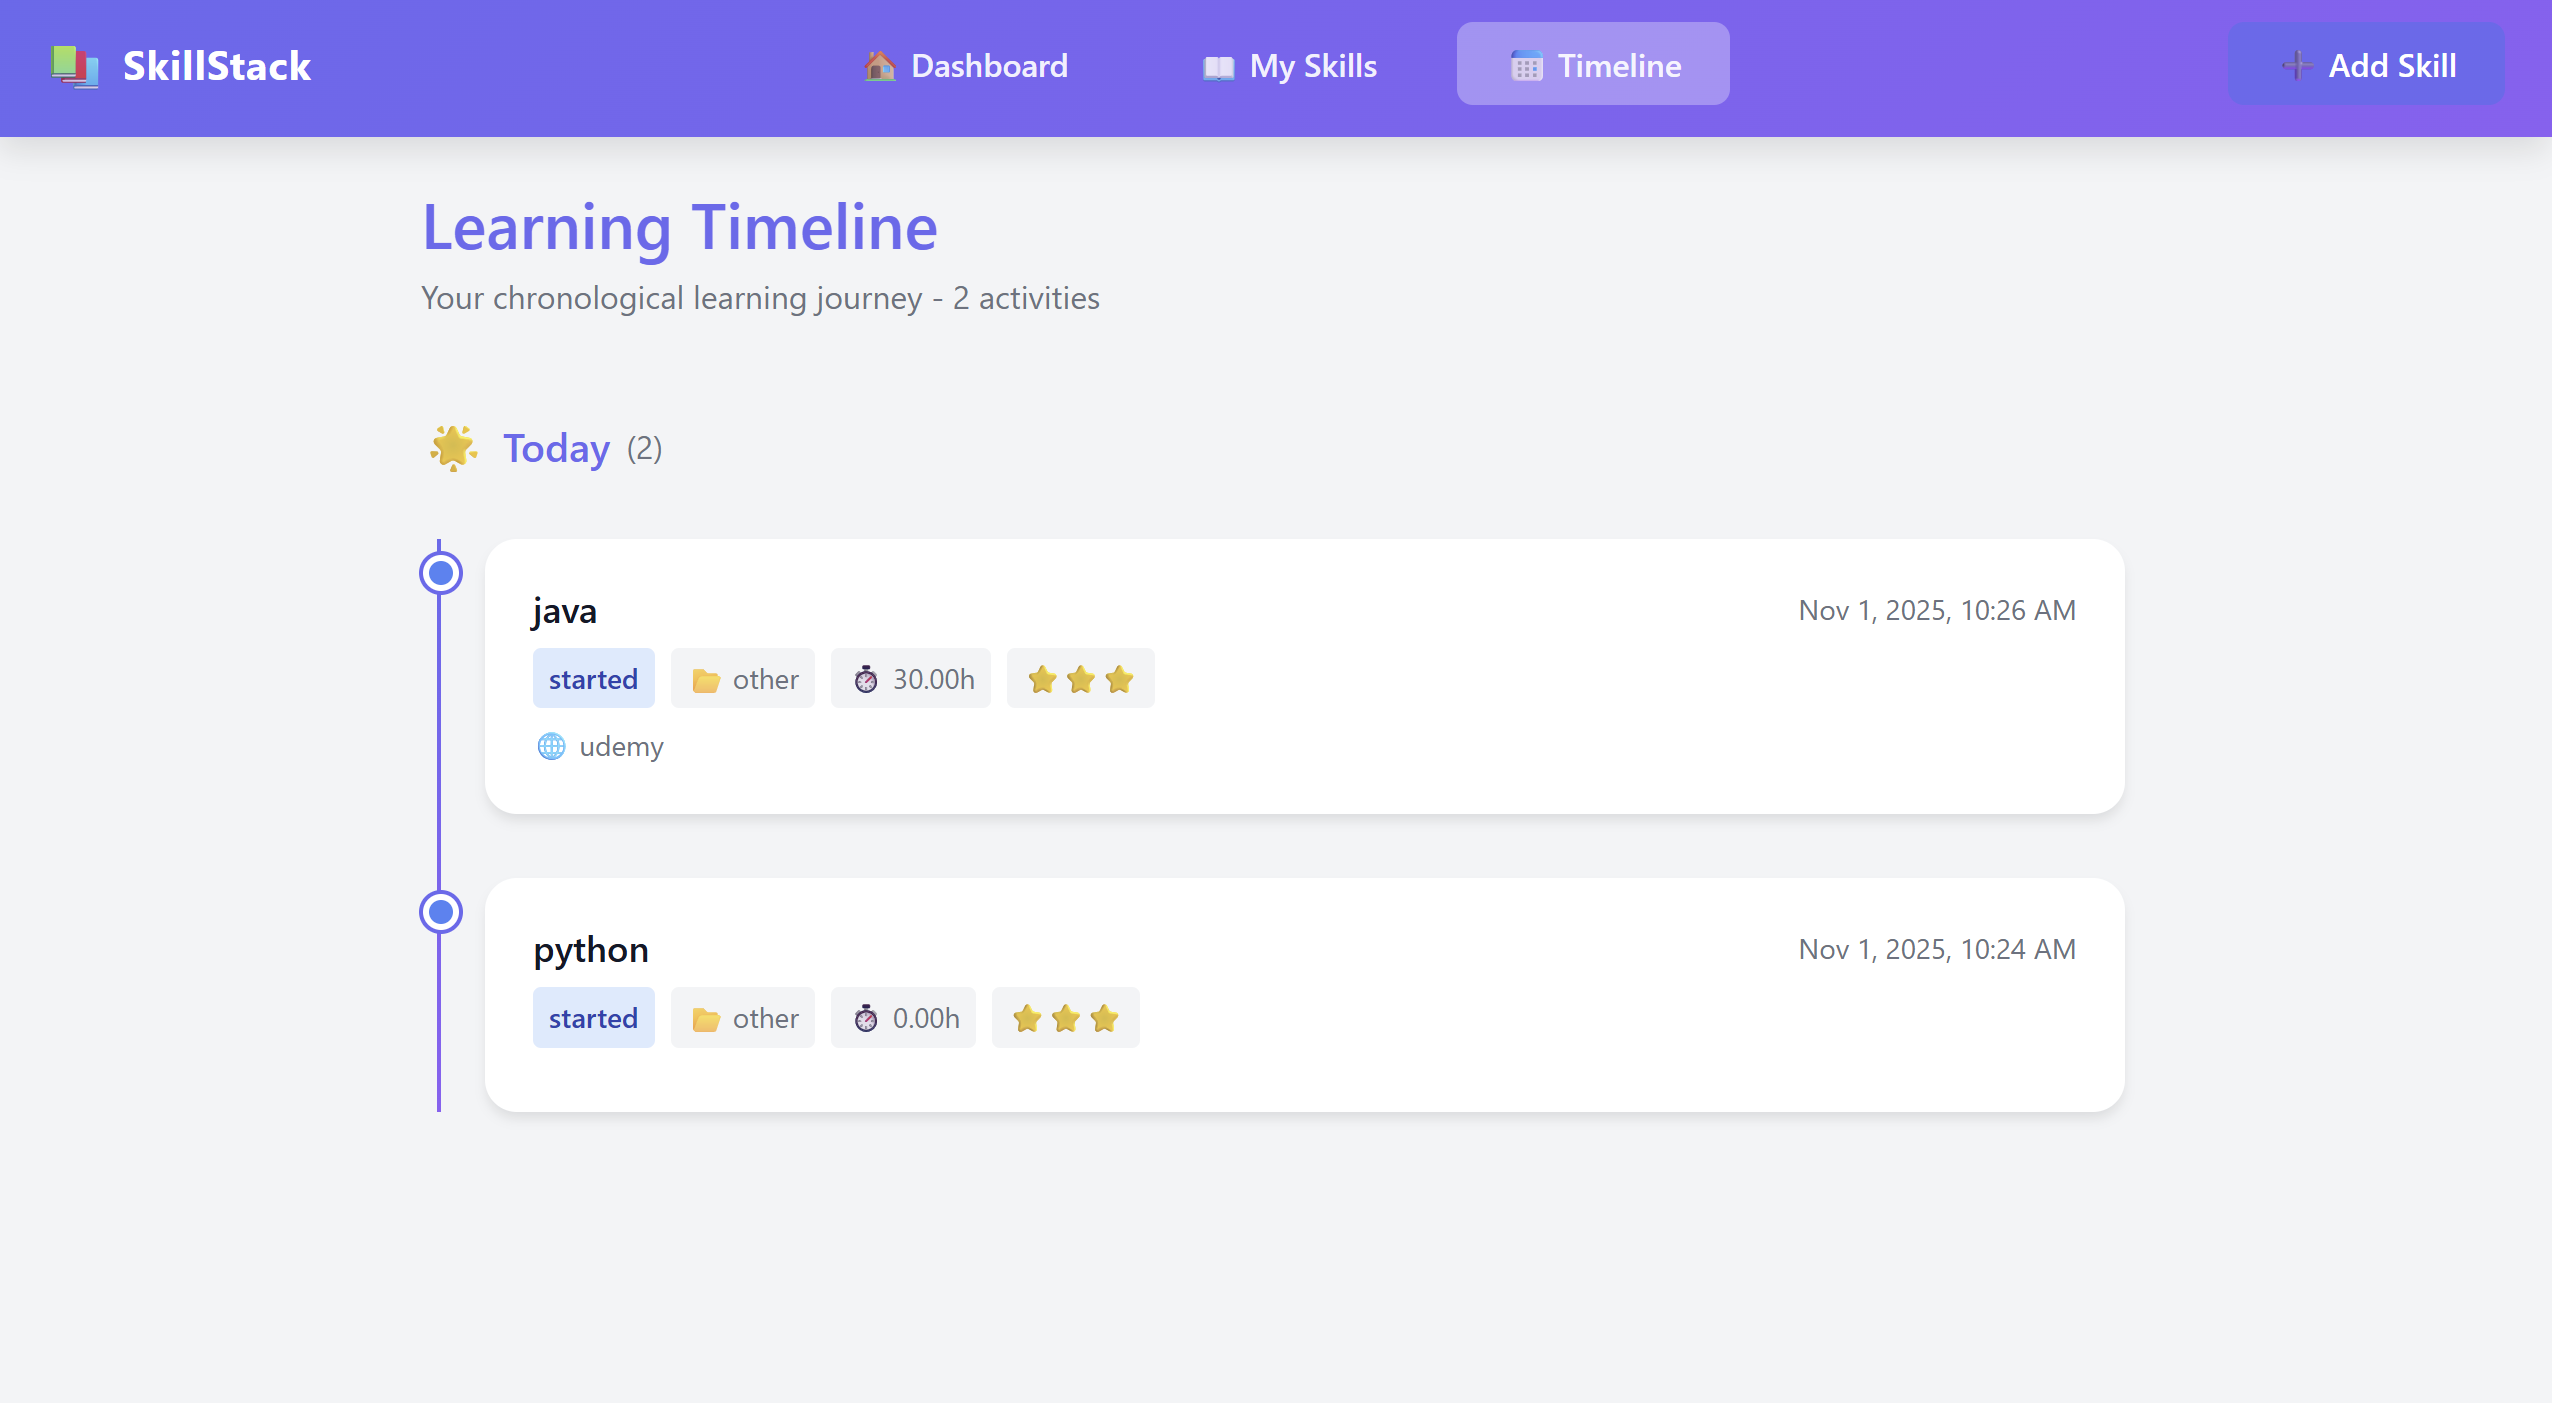 SkillStack
Dashboard
My Skills
Timeline
Add Skill
Learning Timeline
Your chronological learning journey - 2 activities
Today (2)
java
Nov 1, 2025, 10:26 AM
started other 30.00h
udemy
python
Nov 1, 2025, 10:24 AM
started other 0.00h